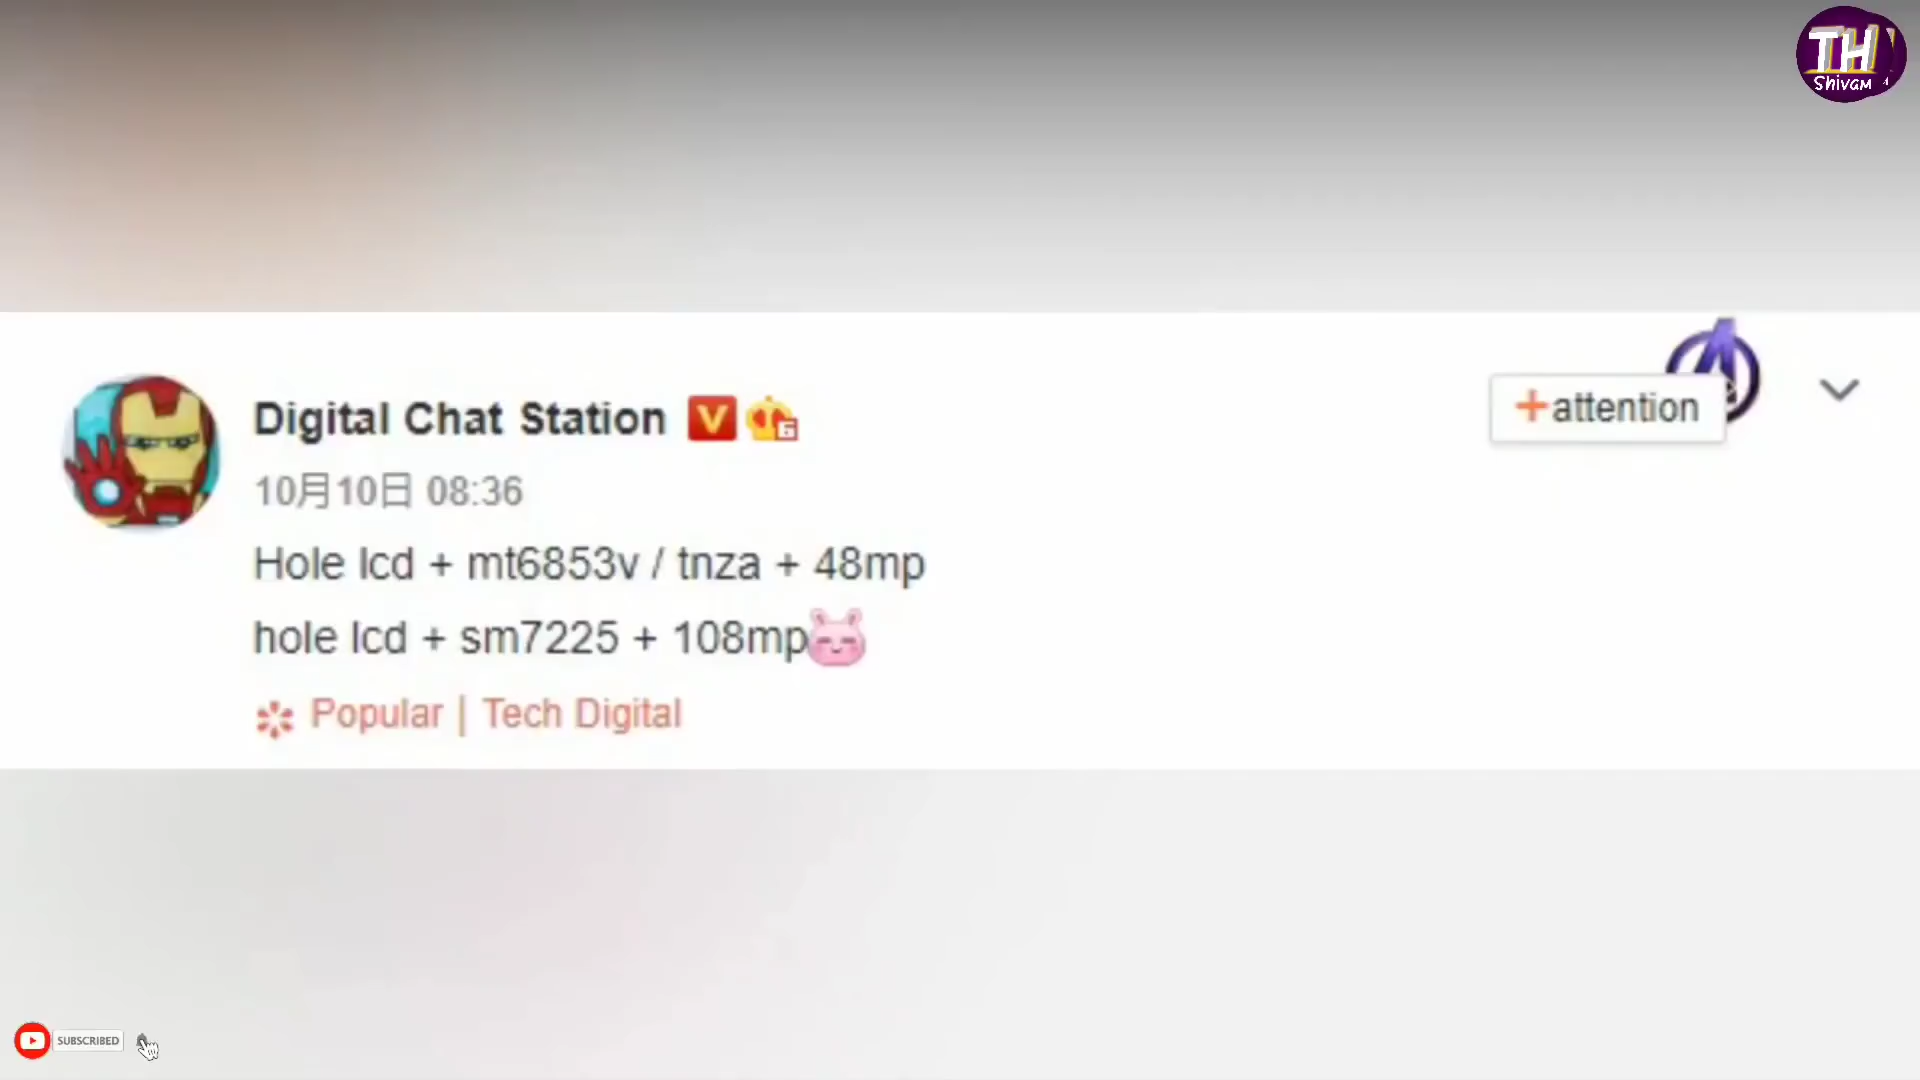 TH
Shivam
Digital Chat Station V 6
+attention
10月10日 08:36
Hole lcd + mt6853v / tnza + 48mp
hole lcd + sm7225 + 108mp
Popular | Tech Digital
SUBSCRIBED